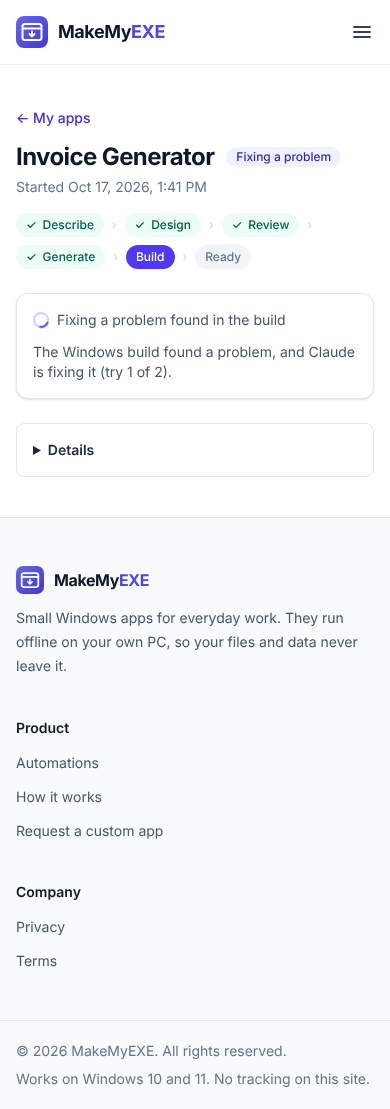 MakeMyEXE
← My apps
Invoice Generator Fixing a problem
Started Oct 17, 2026, 1:41 PM
✓ Describe › ✓ Design › ✓ Review ›
✓ Generate › Build › Ready
Fixing a problem found in the build
The Windows build found a problem, and Claude
is fixing it (try 1 of 2).
▶ Details
MakeMyEXE
Small Windows apps for everyday work. They run
offline on your own PC, so your files and data never
leave it.
Product
Automations
How it works
Request a custom app
Company
Privacy
Terms
© 2026 MakeMyEXE. All rights reserved.
Works on Windows 10 and 11. No tracking on this site.